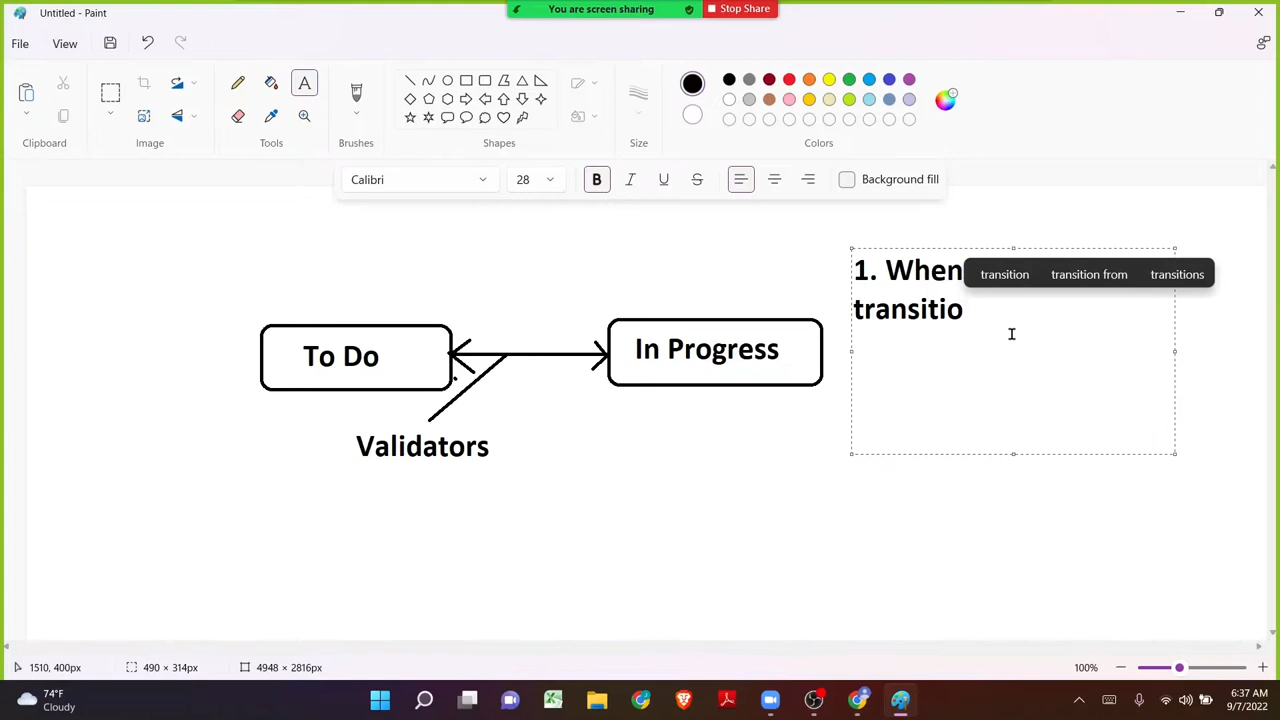 You are screen sharing
Stop Share
Untitled - Paint
File
View
Clipboard
Image
Tools
Brushes
Shapes
Size
Colors
Calibri
28
B
I
U
Background fill
1. When
transition
transition from
transitions
transitio
To Do
In Progress
Validators
1510, 400px
490 × 314px
4948 × 2816px
100%
74°F
Cloudy
6:37 AM
9/7/2022